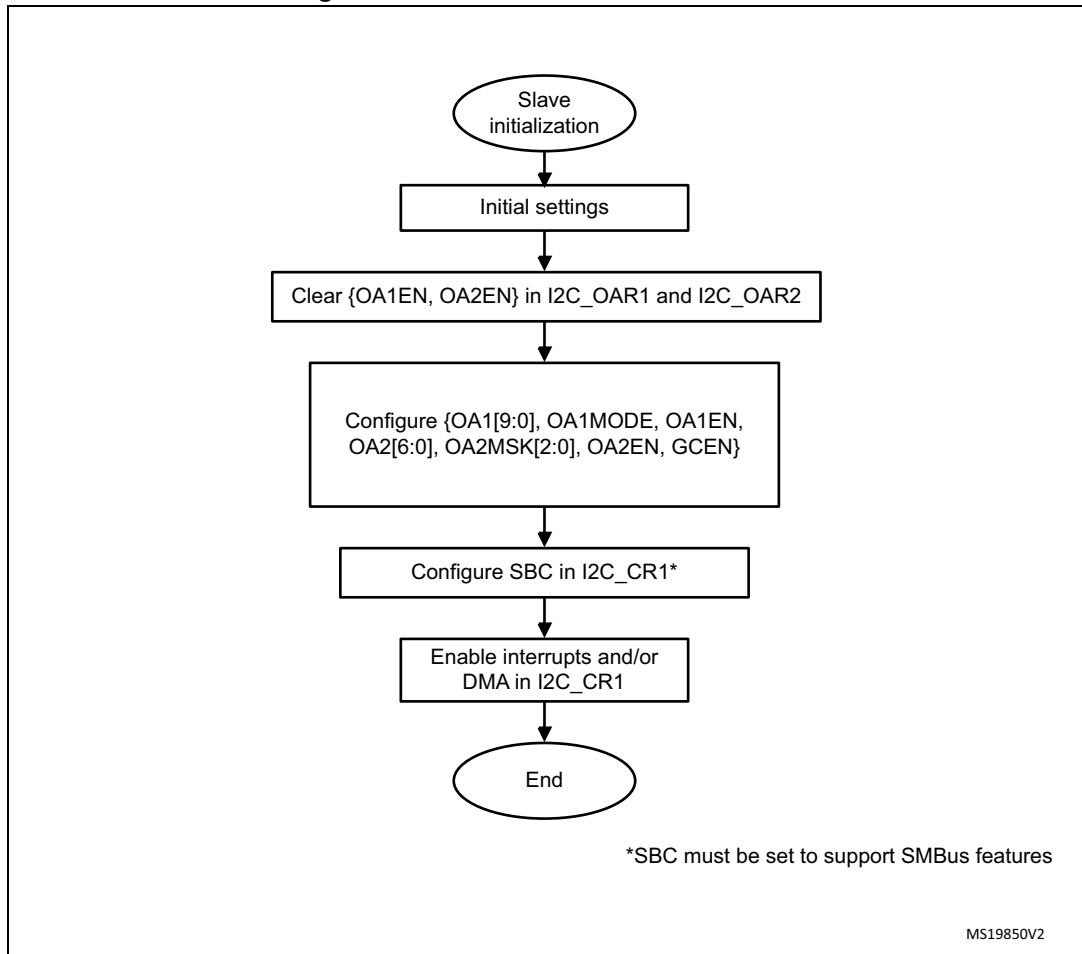 Slave
initialization
Initial settings
Clear {OA1EN, OA2EN} in I2C_OAR1 and I2C_OAR2
Configure {OA1[9:0], OA1MODE, OA1EN,
OA2[6:0], OA2MSK[2:0], OA2EN, GCEN}
Configure SBC in I2C_CR1*
Enable interrupts and/or
DMA in I2C_CR1
End
*SBC must be set to support SMBus features
MS19850V2